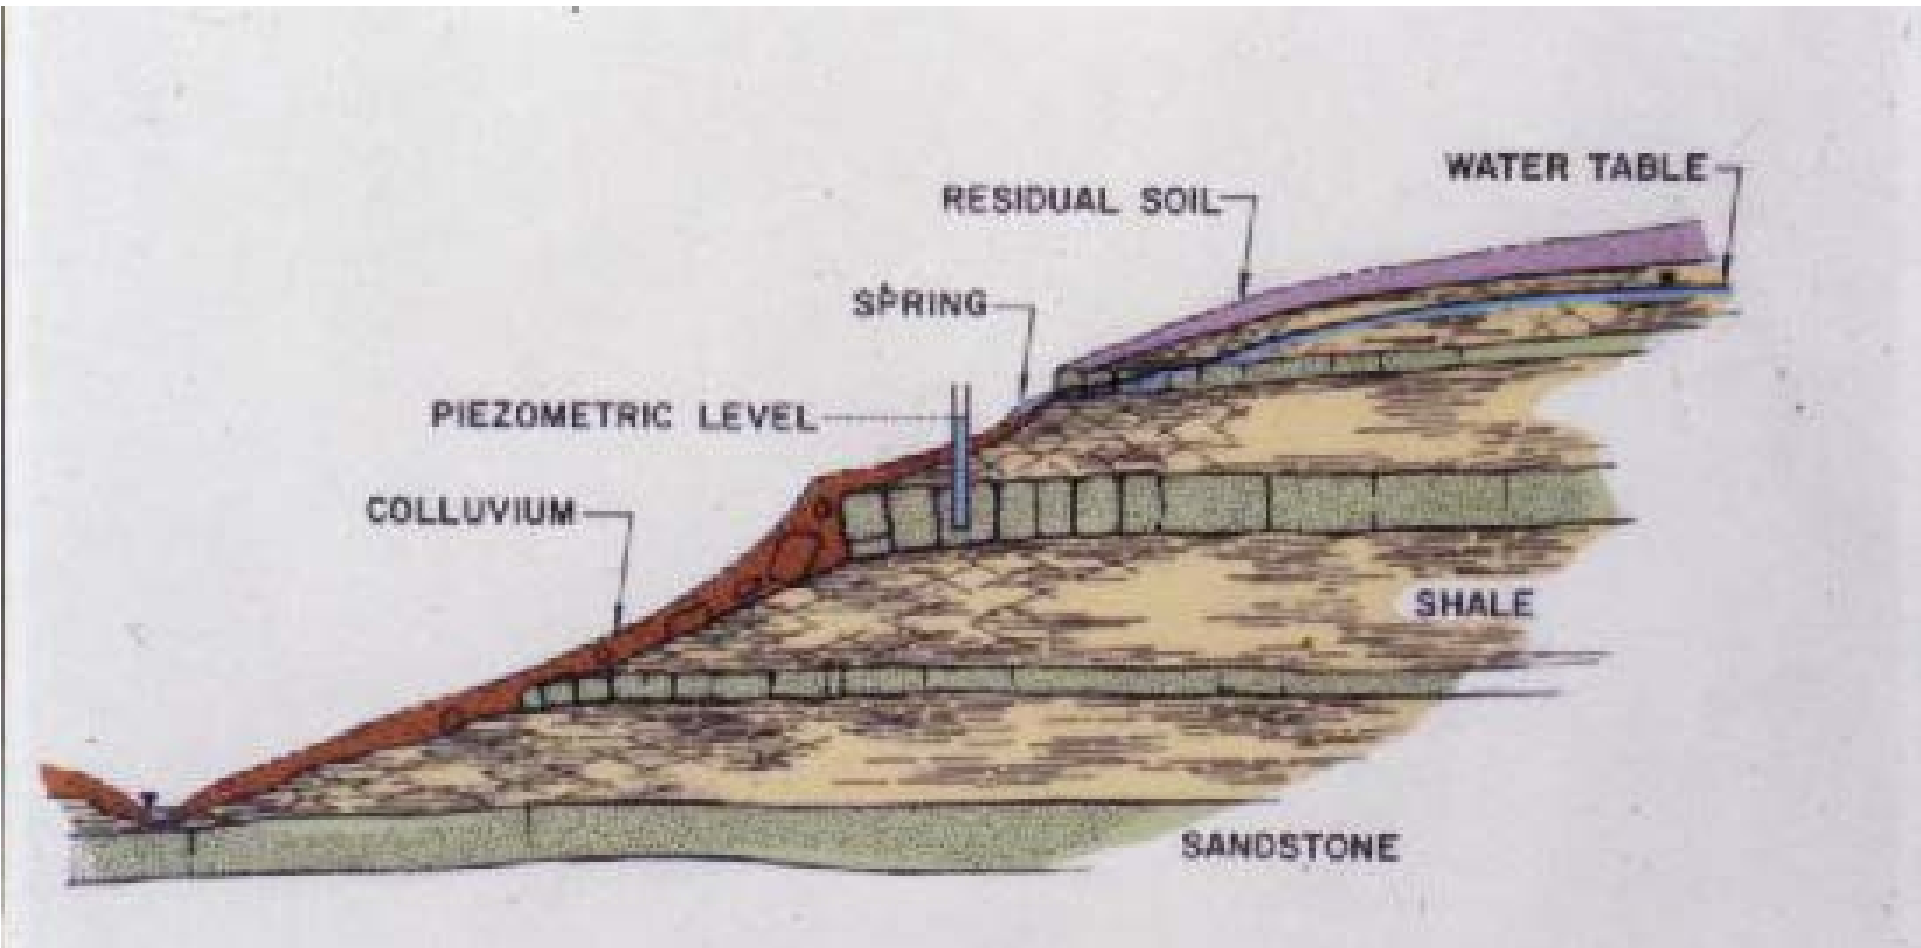 WATER TABLE
RESIDUAL SOIL
SPRING
PIEZOMETRIC LEVEL
COLLUVIUM
SHALE
SANDSTONE